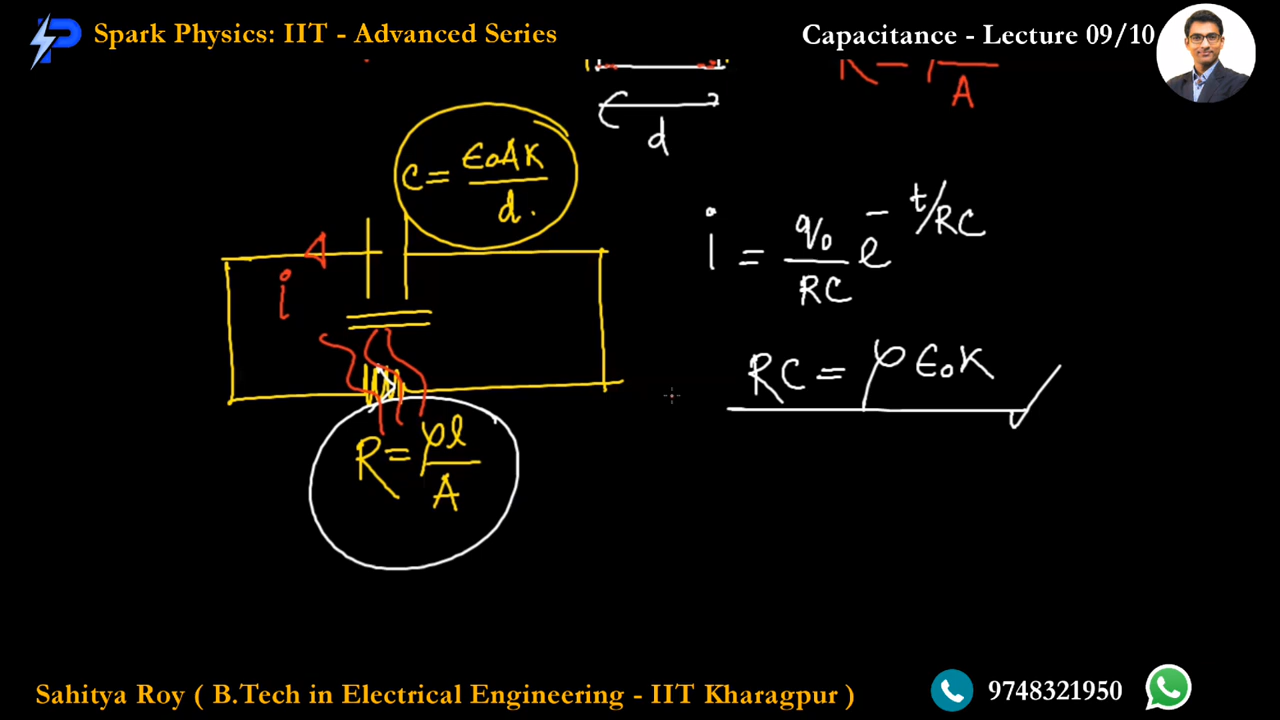 Spark Physics: IIT - Advanced Series
Capacitance - Lecture 09/10
R = ρ
A
d
C = ε₀AK
d.
i = q₀ e^-t/RC
RC
i
RC = ρε₀K
R = ρl
A
Sahitya Roy ( B.Tech in Electrical Engineering - IIT Kharagpur )
9748321950